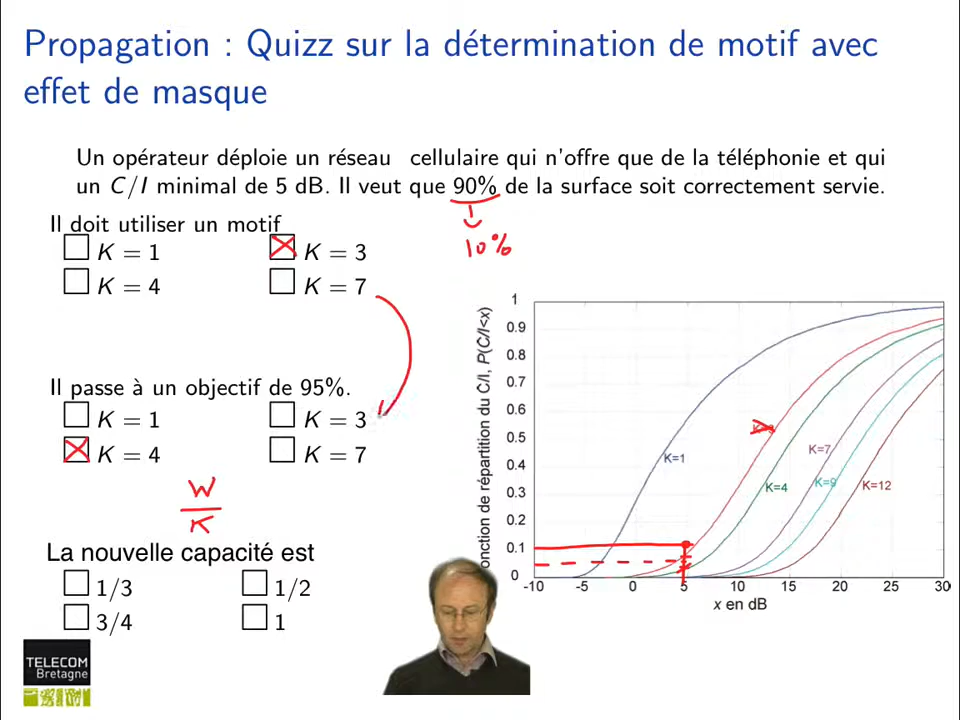 Propagation : Quizz sur la détermination de motif avec
effet de masque
Un opérateur déploie un réseau cellulaire qui n'offre que de la téléphonie et qui
un C/I minimal de 5 dB. Il veut que 90% de la surface soit correctement servie.
10%
Il doit utiliser un motif
K = 1
K = 3
K = 4
K = 7
Il passe à un objectif de 95%.
K = 1
K = 3
K = 4
K = 7
W
K
La nouvelle capacité est
1/3
1/2
3/4
1
onction de répartition du C/I, P(C/I<x)
1
0.9
0.8
0.7
0.6
0.5
0.4
0.3
0.2
0.1
0
K=1
K=4
K=7
K=9
K=12
-10
-5
0
5
10
15
20
25
30
x en dB
TELECOM
Bretagne